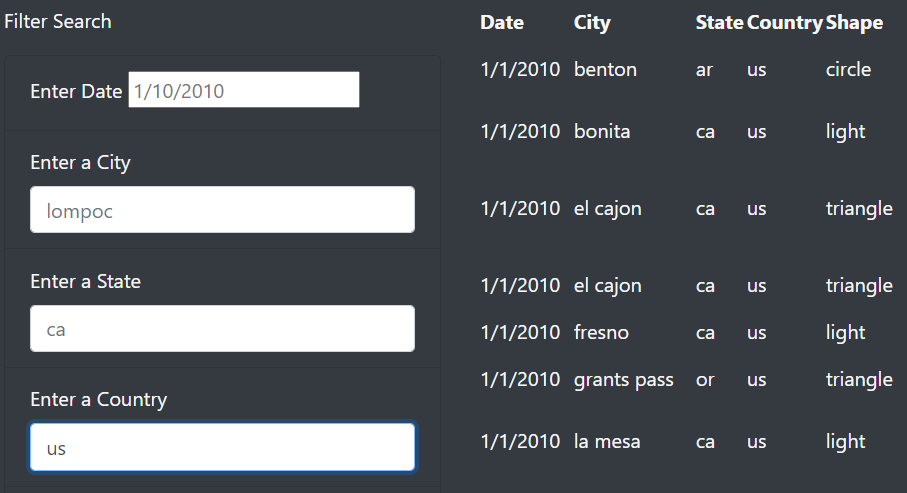 Filter Search
Enter Date 1/10/2010
Enter a City
lompoc
Enter a State
ca
Enter a Country
us
Date City State Country Shape
1/1/2010 benton ar us circle
1/1/2010 bonita ca us light
1/1/2010 el cajon ca us triangle
1/1/2010 el cajon ca us triangle
1/1/2010 fresno ca us light
1/1/2010 grants pass or us triangle
1/1/2010 la mesa ca us light